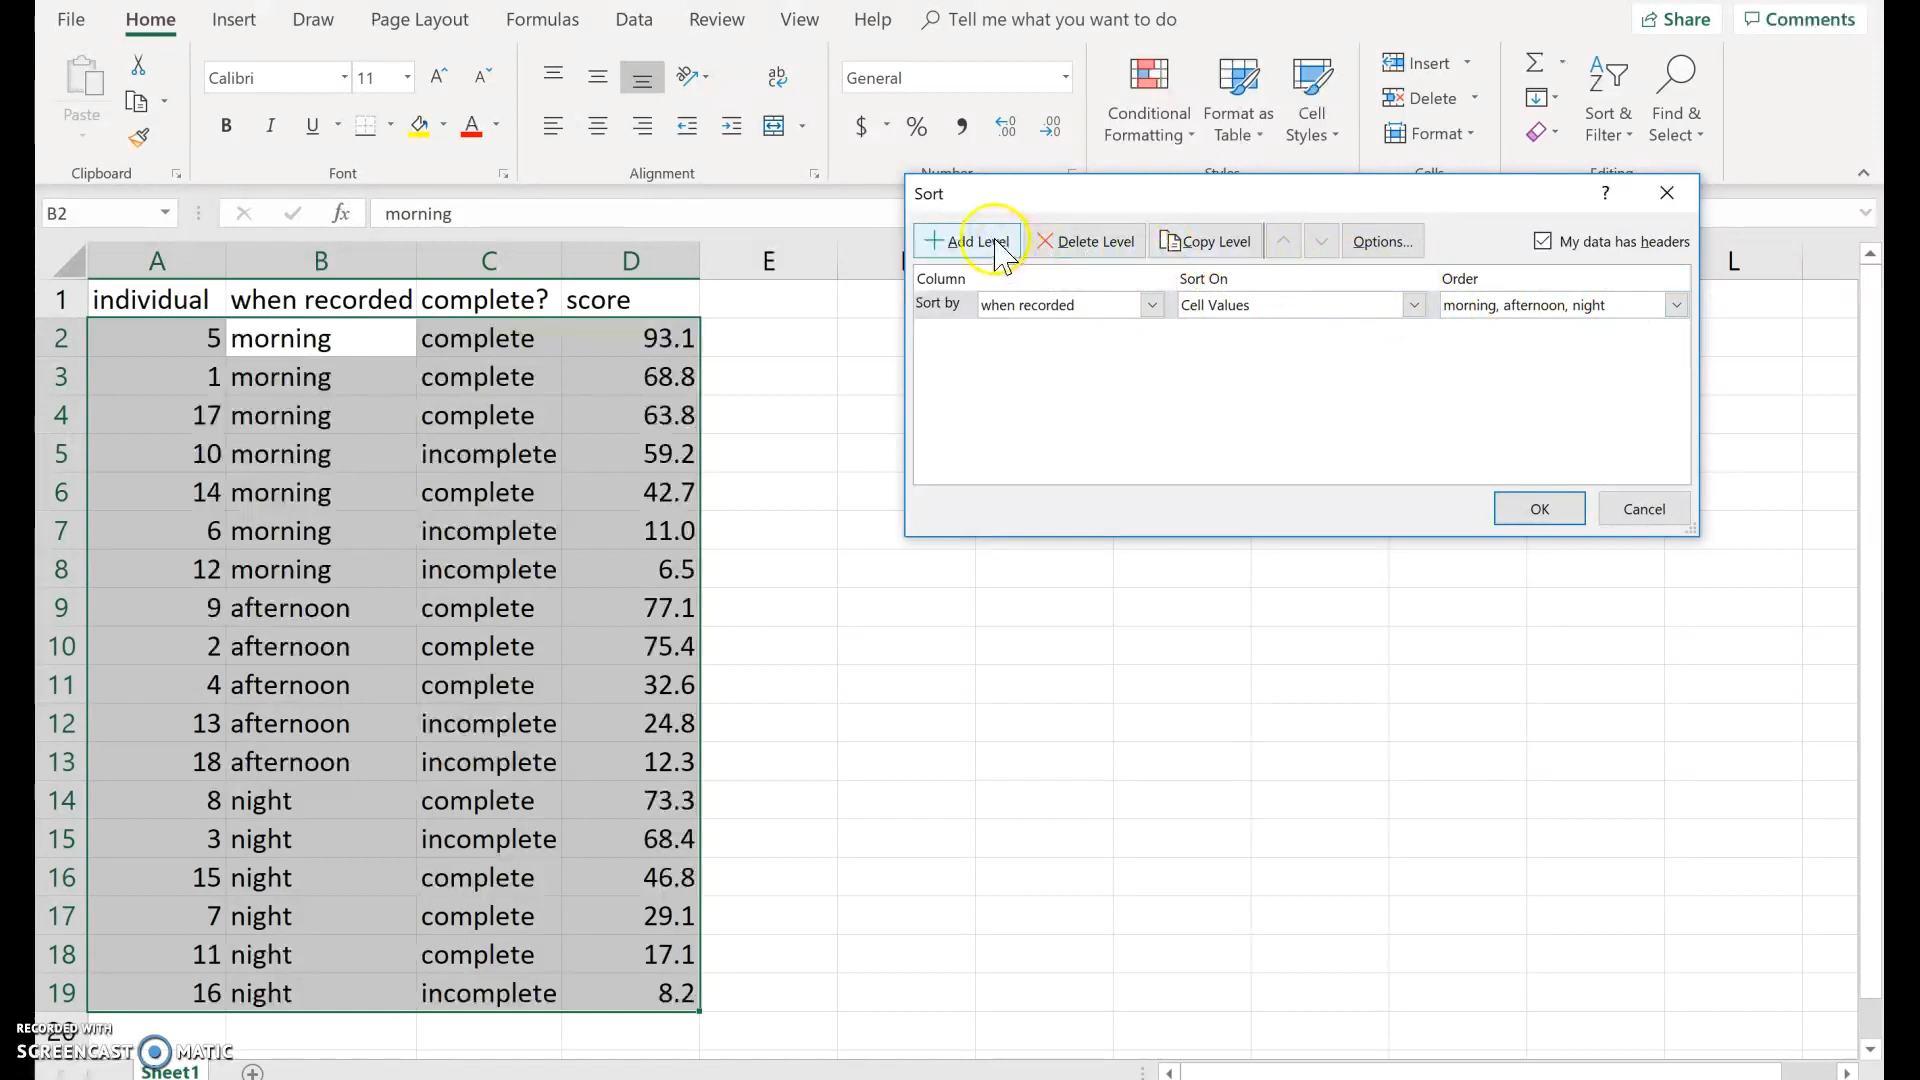 File Home Insert Draw Page Layout Formulas Data Review View Help Tell me what you want to do Share Comments
Paste
Calibri 11
B I U A
ab
General
$ % 9 .00
Conditional Formatting
Format as Table
Cell Styles
Insert
Delete
Format
Sort & Filter
Find & Select
Clipboard Font Alignment
B2 fx morning
Sort ?
Add Level Delete Level Copy Level Options... My data has headers
Column Sort On Order
Sort by when recorded Cell Values morning, afternoon, night
OK Cancel
A B C D E L
1 individual when recorded complete? score
2 5 morning complete 93.1
3 1 morning complete 68.8
4 17 morning complete 63.8
5 10 morning incomplete 59.2
6 14 morning complete 42.7
7 6 morning incomplete 11.0
8 12 morning incomplete 6.5
9 9 afternoon complete 77.1
10 2 afternoon complete 75.4
11 4 afternoon complete 32.6
12 13 afternoon incomplete 24.8
13 18 afternoon incomplete 12.3
14 8 night complete 73.3
15 3 night incomplete 68.4
16 15 night complete 46.8
17 7 night complete 29.1
18 11 night complete 17.1
19 16 night incomplete 8.2
20
RECORDED WITH
SCREENCAST MATIC
Sheet1